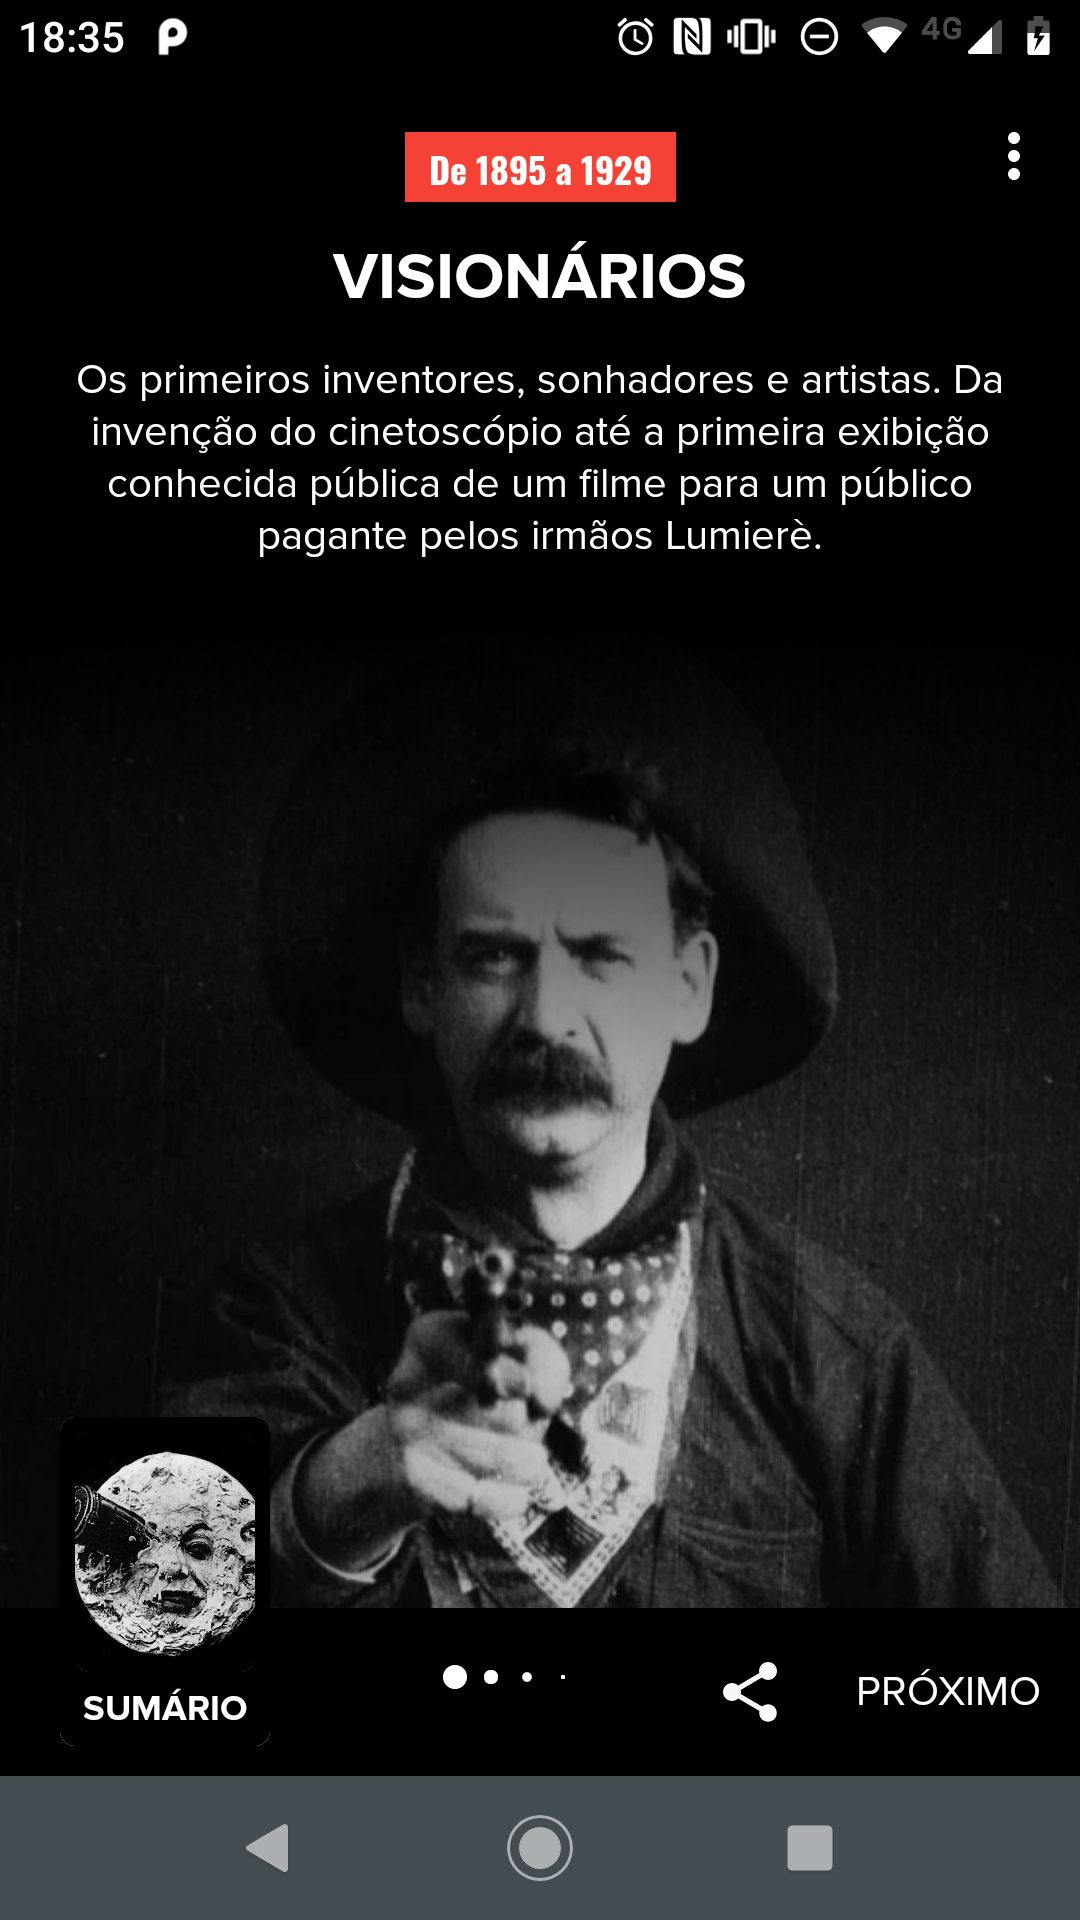 18:35
4G
De 1895 a 1929
VISIONÁRIOS
Os primeiros inventores, sonhadores e artistas. Da
invenção do cinetoscópio até a primeira exibição
conhecida pública de um filme para um público
pagante pelos irmãos Lumierè.
SUMÁRIO
PRÓXIMO